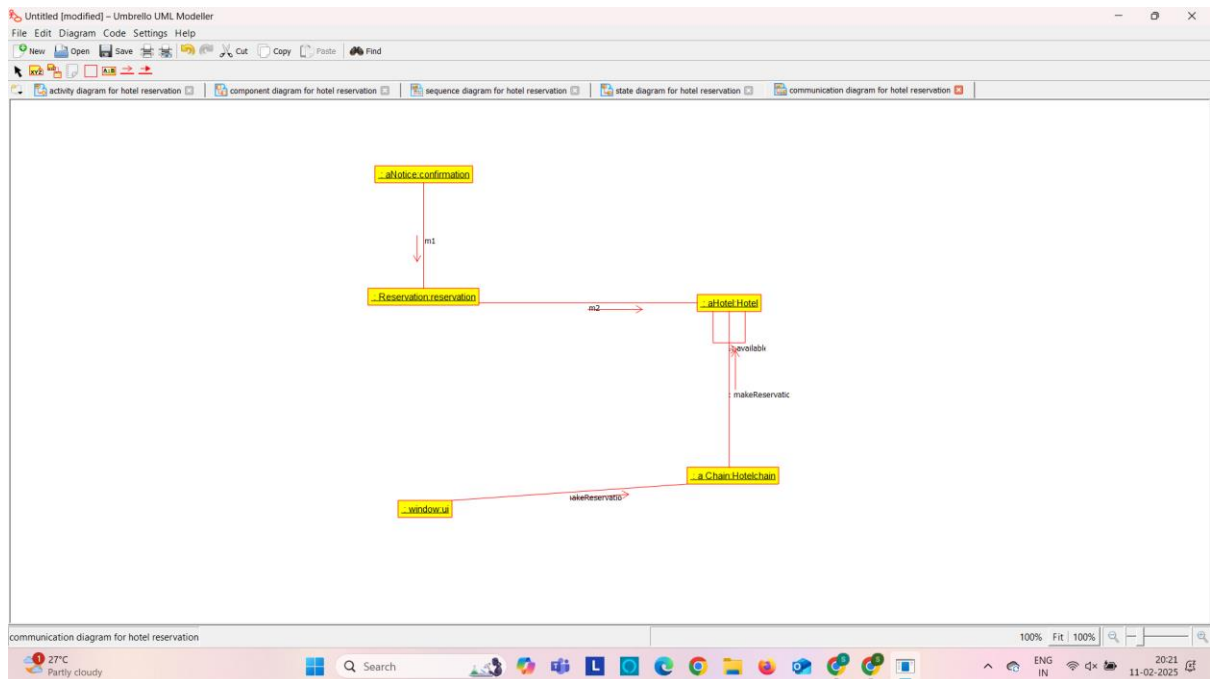 Untitled [modified] – Umbrello UML Modeller
File Edit Diagram Code Settings Help
New Open Save Cut Copy Paste Find
activity diagram for hotel reservation component diagram for hotel reservation sequence diagram for hotel reservation state diagram for hotel reservation communication diagram for hotel reservation
: aNotice:confirmation
m1
: Reservation:reservation
: aHotel:Hotel
m2
available
: makeReservatic
: a Chain:Hotelchain
akeReservatio
: window:ui
communication diagram for hotel reservation 100% Fit 100%
1 27°C
Partly cloudy
Search
ENG
IN
20:21
11-02-2025